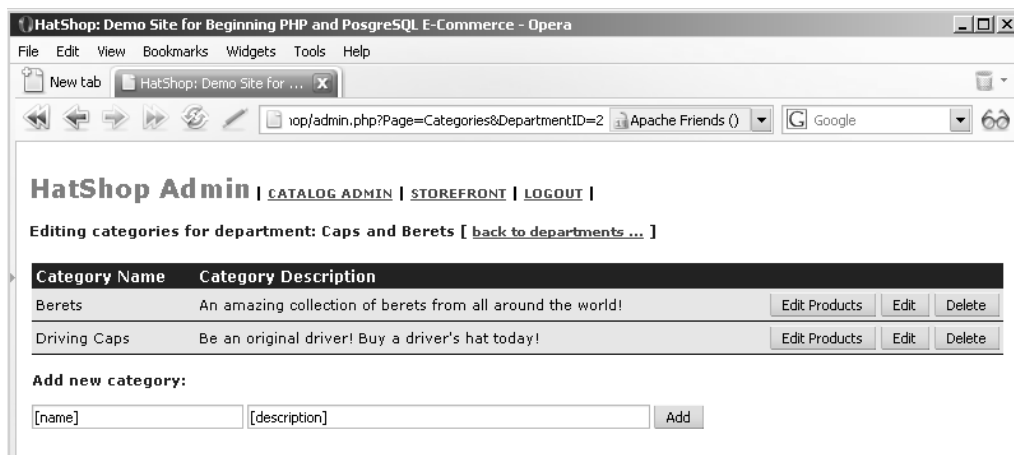 HatShop: Demo Site for Beginning PHP and PosgreSQL E-Commerce - Opera
File Edit View Bookmarks Widgets Tools Help
New tab HatShop: Demo Site for ...
ıop/admin.php?Page=Categories&DepartmentID=2 Apache Friends () G Google
HatShop Admin | CATALOG ADMIN | STOREFRONT | LOGOUT |
Editing categories for department: Caps and Berets [ back to departments ... ]
Category Name Category Description
Berets An amazing collection of berets from all around the world! Edit Products Edit Delete
Driving Caps Be an original driver! Buy a driver's hat today! Edit Products Edit Delete
Add new category:
[name] [description] Add